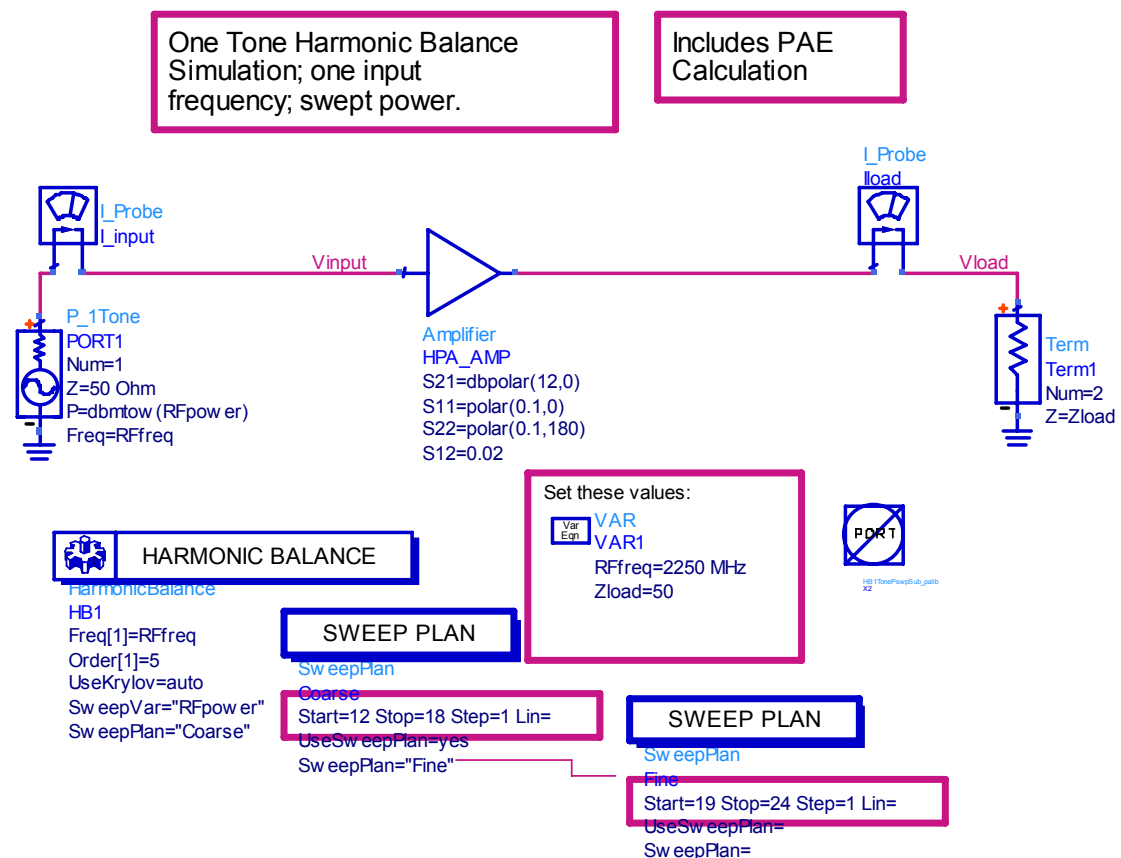 One Tone Harmonic Balance
Simulation; one input
frequency; swept power.
Includes PAE
Calculation
I_Probe
I_input
Vinput
I_Probe
Iload
Vload
P_1Tone
PORT1
Num=1
Z=50 Ohm
P=dbmtow(RFpower)
Freq=RFfreq
Amplifier
HPA_AMP
S21=dbpolar(12,0)
S11=polar(0.1,0)
S22=polar(0.1,180)
S12=0.02
Term
Term1
Num=2
Z=Zload
Set these values:
Var
Eqn
VAR
VAR1
RFfreq=2250 MHz
Zload=50
PORT
HB1TonePswpSub_palib
X2
HARMONIC BALANCE
HarmonicBalance
HB1
Freq[1]=RFfreq
Order[1]=5
UseKrylov=auto
SweepVar="RFpower"
SweepPlan="Coarse"
SWEEP PLAN
SweepPlan
Coarse
Start=12 Stop=18 Step=1 Lin=
UseSweepPlan=yes
SweepPlan="Fine"
SWEEP PLAN
SweepPlan
Fine
Start=19 Stop=24 Step=1 Lin=
UseSweepPlan=
SweepPlan=